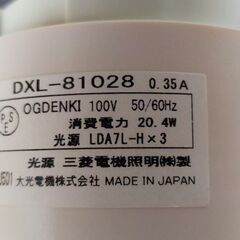 DXL-81028 0.35A
PSE
OGDENKI 100V 50/60Hz
消費電力 20.4W
光源 LDA7L-H×3
光源 三菱電機照明㈱製
J501 大光電機株式会社 MADE IN JAPAN